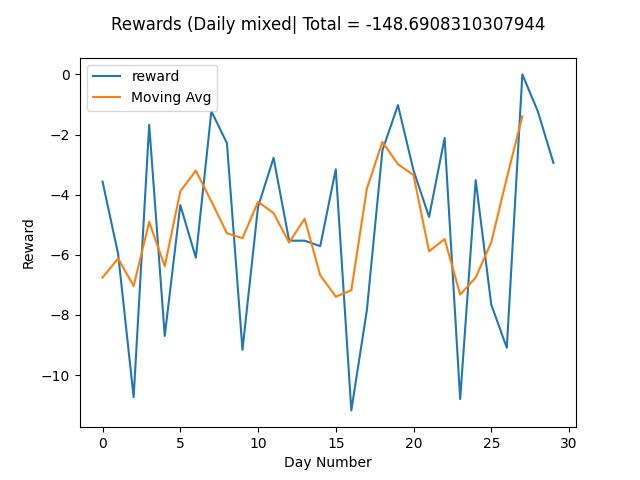 Rewards (Daily mixed| Total = -148.6908310307944
reward
Moving Avg
0
−2
−4
−6
−8
−10
Reward
0 5 10 15 20 25 30
Day Number